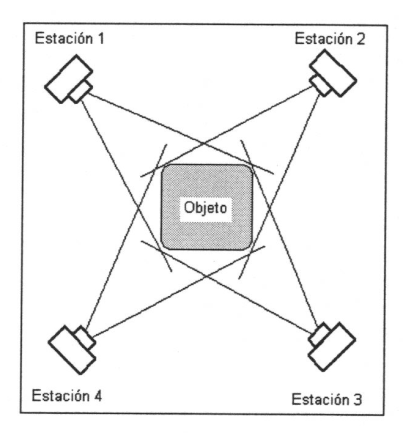 Estación 1
Estación 2
Objeto
Estación 4
Estación 3